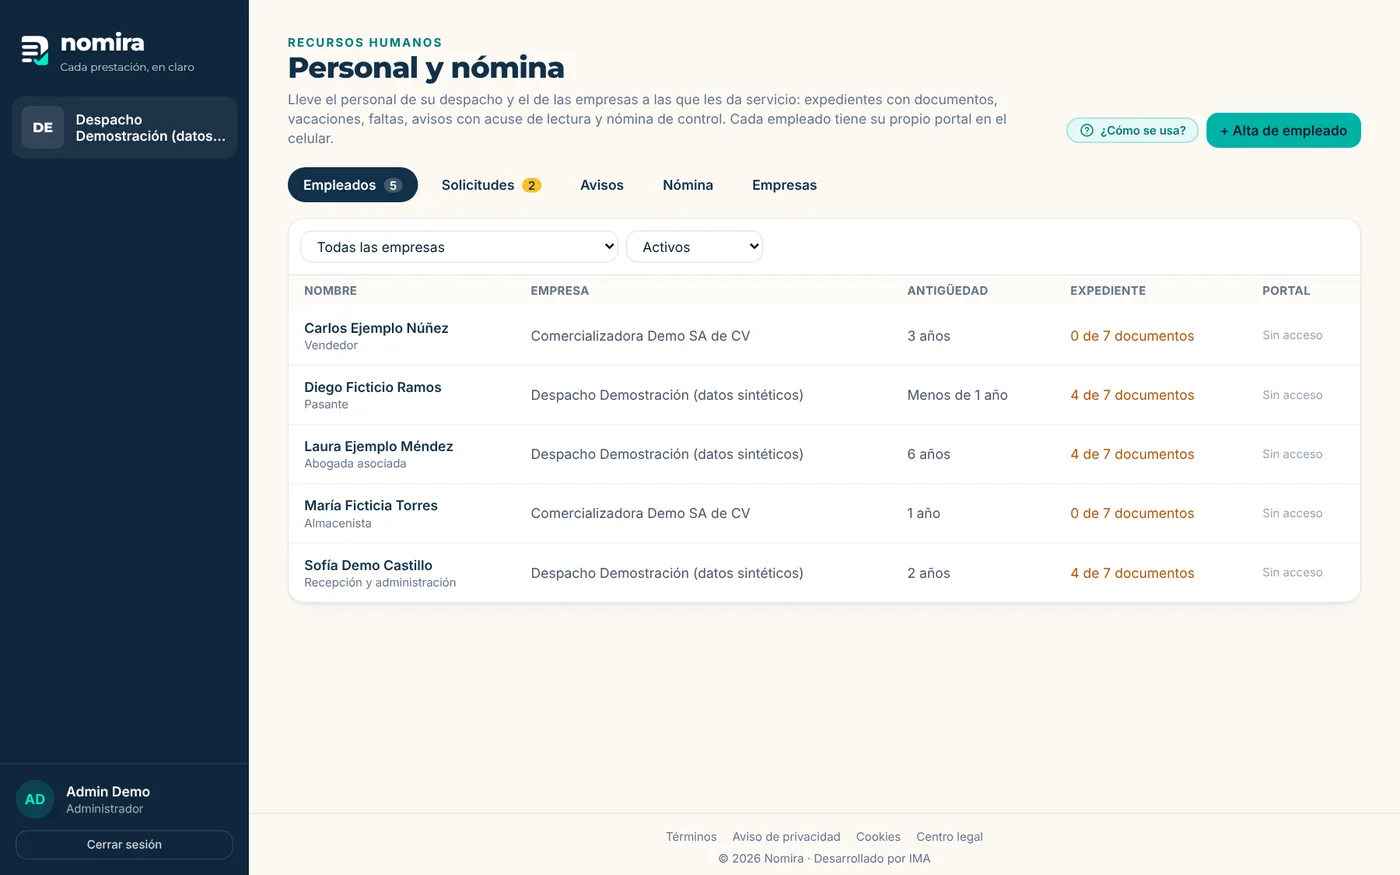 nomira
Cada prestación, en claro
DE
Despacho
Demostración (datos...
RECURSOS HUMANOS
Personal y nómina
Lleve el personal de su despacho y el de las empresas a las que les da servicio: expedientes con documentos,
vacaciones, faltas, avisos con acuse de lectura y nómina de control. Cada empleado tiene su propio portal en el
celular.
¿Cómo se usa?
+ Alta de empleado
Empleados 5 Solicitudes 2 Avisos Nómina Empresas
Todas las empresas Activos
NOMBRE EMPRESA ANTIGÜEDAD EXPEDIENTE PORTAL
Carlos Ejemplo Núñez
Vendedor
Comercializadora Demo SA de CV 3 años 0 de 7 documentos Sin acceso
Diego Ficticio Ramos
Pasante
Despacho Demostración (datos sintéticos) Menos de 1 año 4 de 7 documentos Sin acceso
Laura Ejemplo Méndez
Abogada asociada
Despacho Demostración (datos sintéticos) 6 años 4 de 7 documentos Sin acceso
María Ficticia Torres
Almacenista
Comercializadora Demo SA de CV 1 año 0 de 7 documentos Sin acceso
Sofía Demo Castillo
Recepción y administración
Despacho Demostración (datos sintéticos) 2 años 4 de 7 documentos Sin acceso
AD
Admin Demo
Administrador
Cerrar sesión
Términos Aviso de privacidad Cookies Centro legal
© 2026 Nomira · Desarrollado por IMA